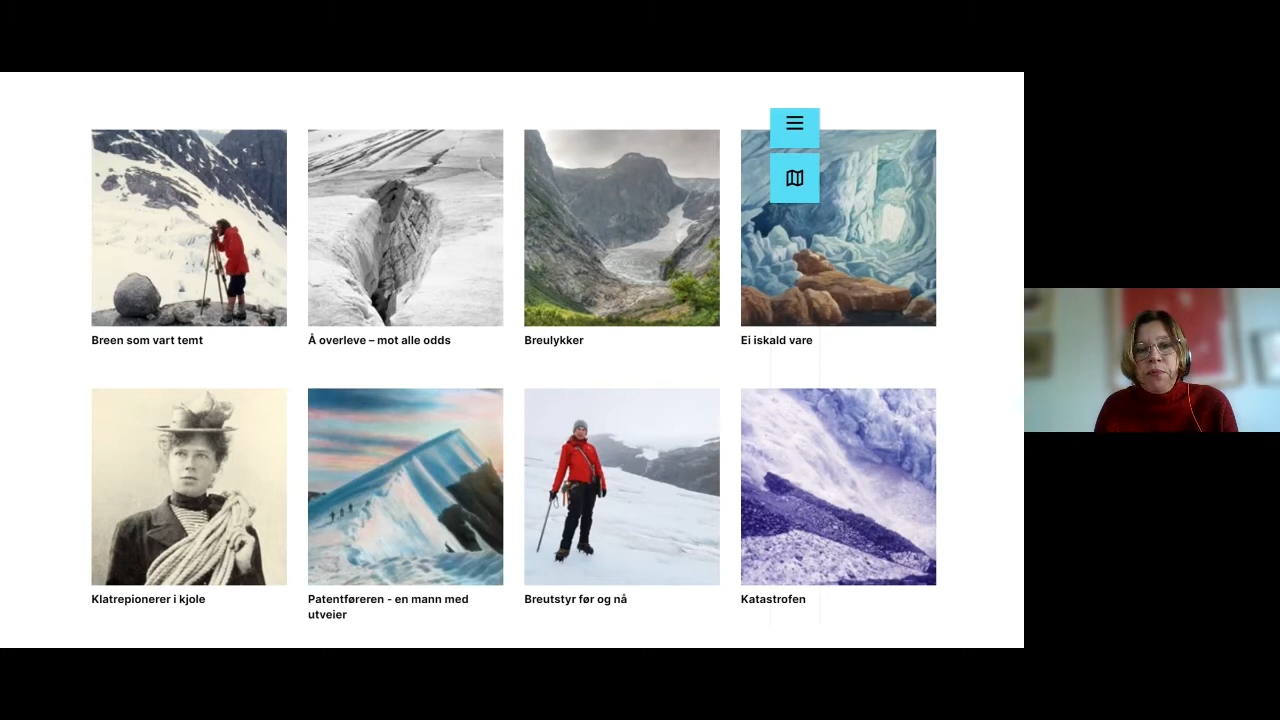 Breen som vart temt
Å overleve – mot alle odds
Breulykker
Ei iskald vare
Klatrepionerer i kjole
Patentføreren - en mann med
utveier
Breutstyr før og nå
Katastrofen